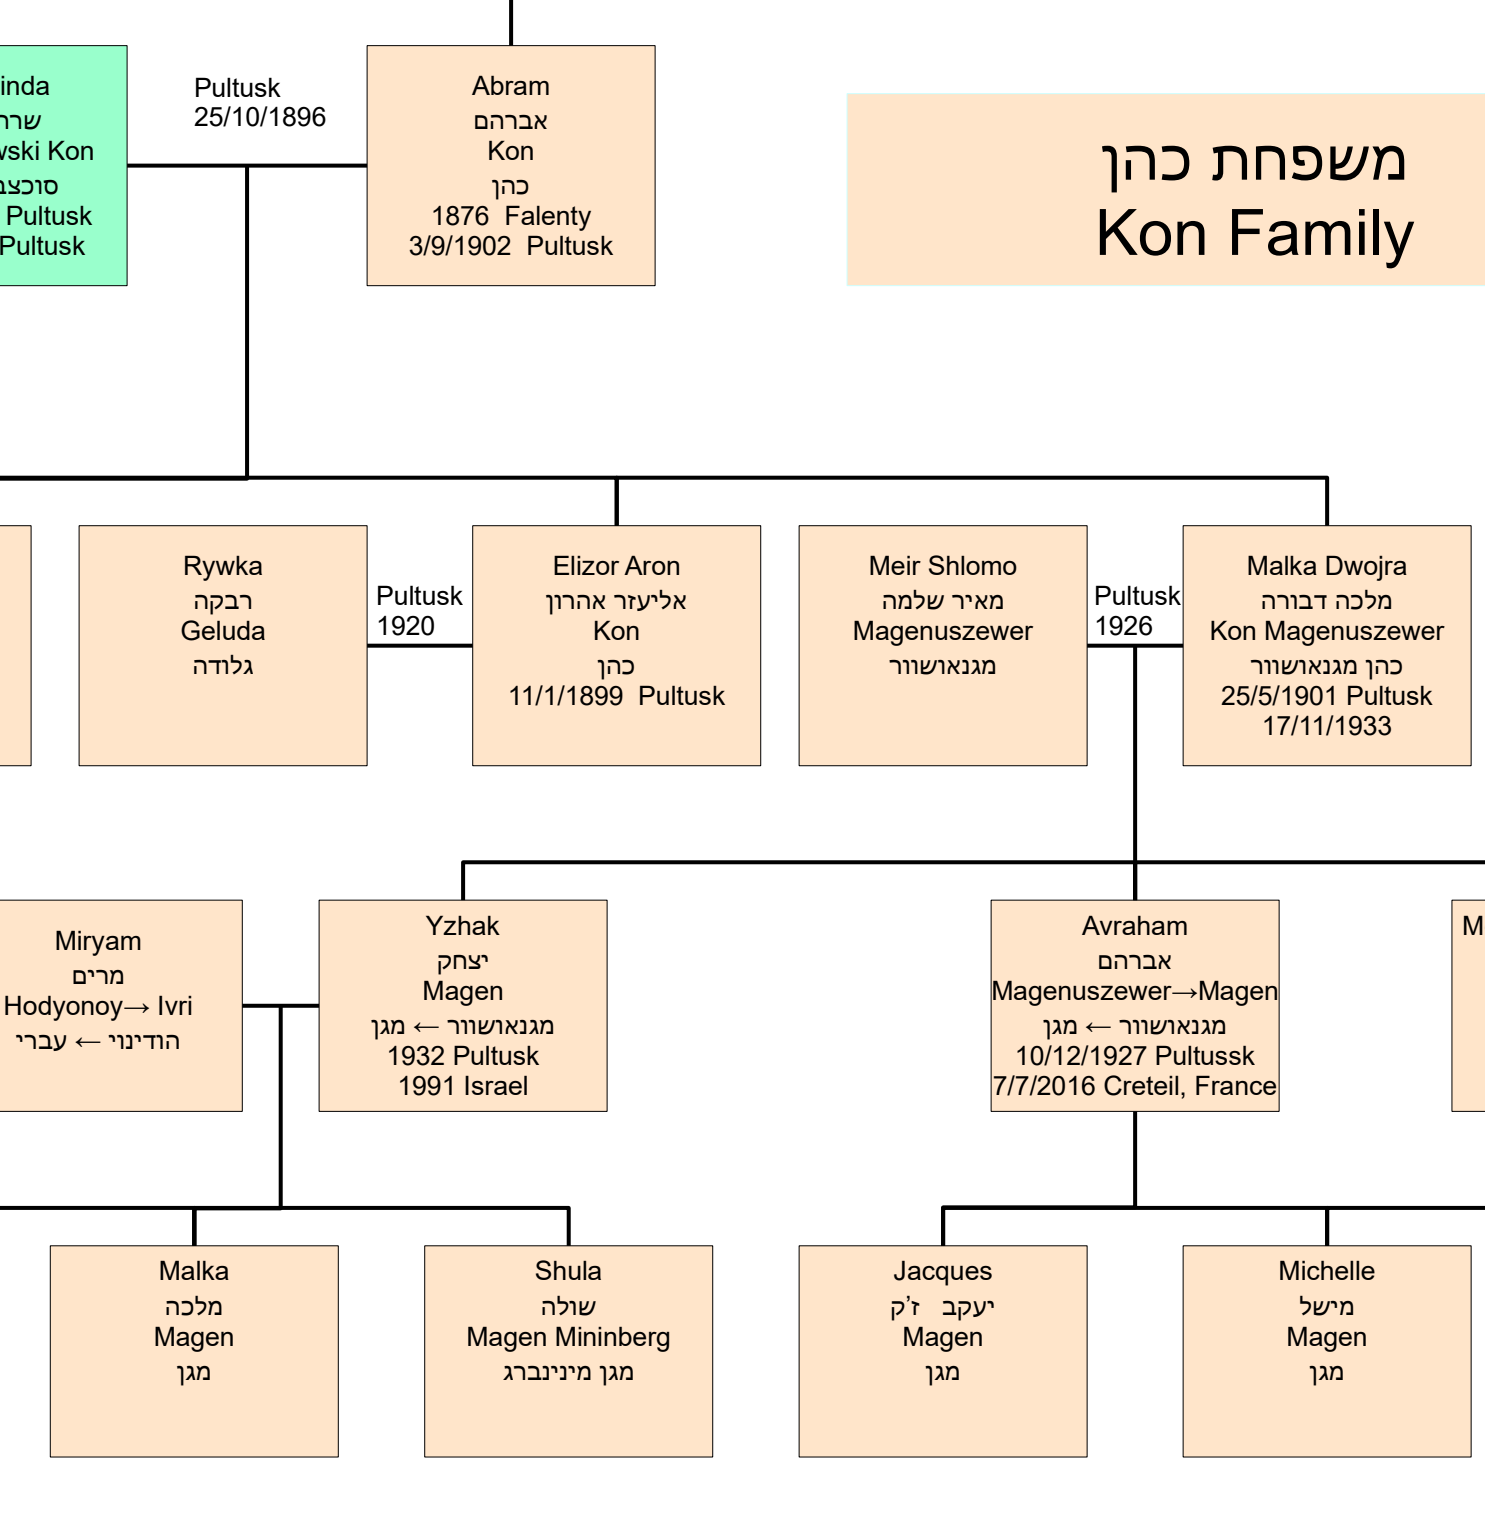 Pultusk
25/10/1896
Abram
אברהם
Kon
כהן
1876 Falenty
3/9/1902 Pultusk
משפחת כהן
Kon Family
Kon
Pultusk
Pultusk
Rywka
רבקה
Geluda
גלודה
Pultusk
1920
Elizor Aron
אליעזר אהרון
Kon
כהן
11/1/1899 Pultusk
Meir Shlomo
מאיר שלמה
Magenuszewer
מגנאושוור
Pultusk
1926
Malka Dwojra
מלכה דבורה
Kon Magenuszewer
כהן מגנאושוור
25/5/1901 Pultusk
17/11/1933
Miryam
מרים
Hodyonoy→ Ivri
הודינוי ← עברי
Yzhak
יצחק
Magen
מגנאושוור ← מגן
1932 Pultusk
1991 Israel
Avraham
אברהם
Magenuszewer→Magen
מגנאושוור ← מגן
10/12/1927 Pultussk
7/7/2016 Creteil, France
Malka
מלכה
Magen
מגן
Shula
שולה
Magen Mininberg
מגן מינינברג
Jacques
יעקב ז'ק
Magen
מגן
Michelle
מישל
Magen
מגן